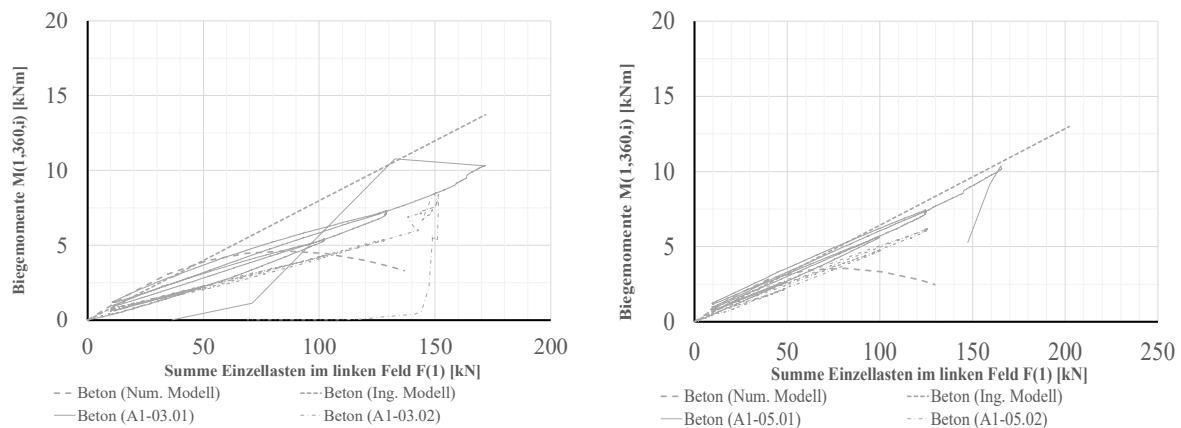 Biegemomente M(1,360,i) [kNm]
20
15
10
5
0
0 50 100 150 200
Summe Einzellasten im linken Feld F(1) [kN]
Beton (Num. Modell) Beton (Ing. Modell)
Beton (A1-03.01) Beton (A1-03.02)
Biegemomente M(1,360,i) [kNm]
20
15
10
5
0
0 50 100 150 200 250
Summe Einzellasten im linken Feld F(1) [kN]
Beton (Num. Modell) Beton (Ing. Modell)
Beton (A1-05.01) Beton (A1-05.02)